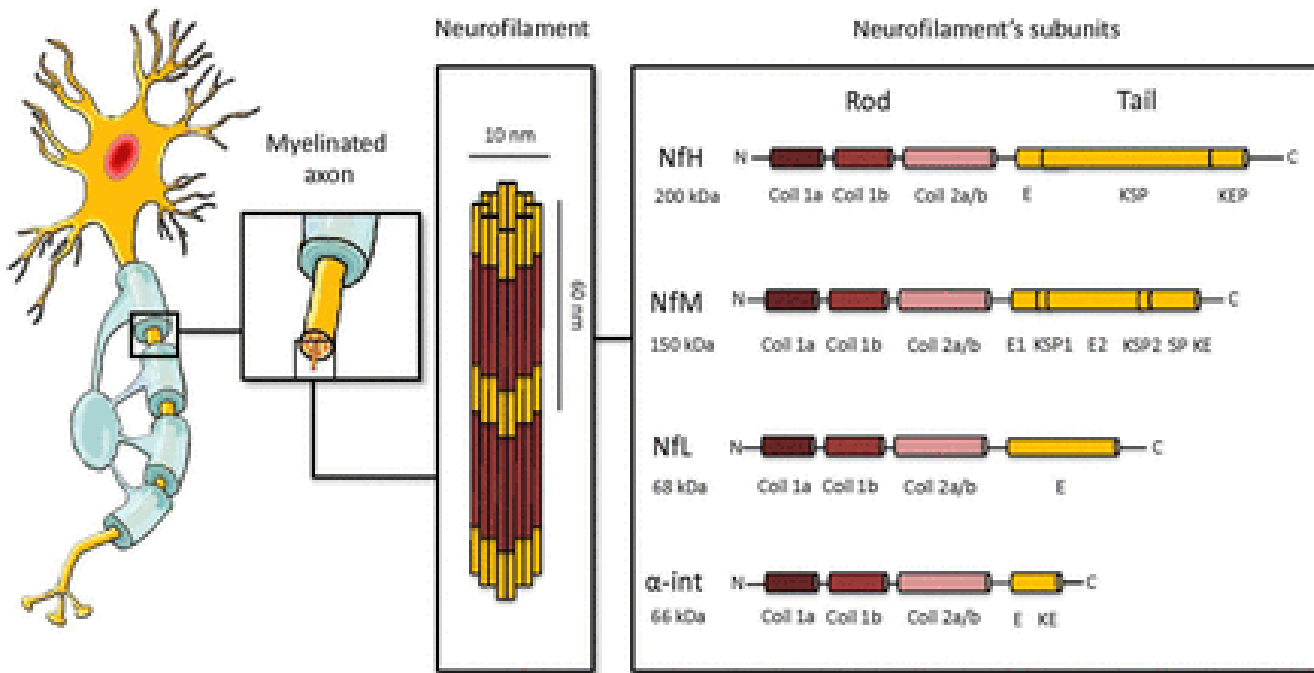 Neurofilament
Neurofilament's subunits
Myelinated
axon
10 nm
60 nm
Rod
Tail
NfH
N
C
200 kDa
Coil 1a
Coil 1b
Coil 2a/b
E
KSP
KEP
NfM
N
C
150 kDa
Coil 1a
Coil 1b
Coil 2a/b
E1
KSP1
E2
KSP2
SP
KE
NfL
N
C
68 kDa
Coil 1a
Coil 1b
Coil 2a/b
E
α-int
N
C
66 kDa
Coil 1a
Coil 1b
Coil 2a/b
E
KE